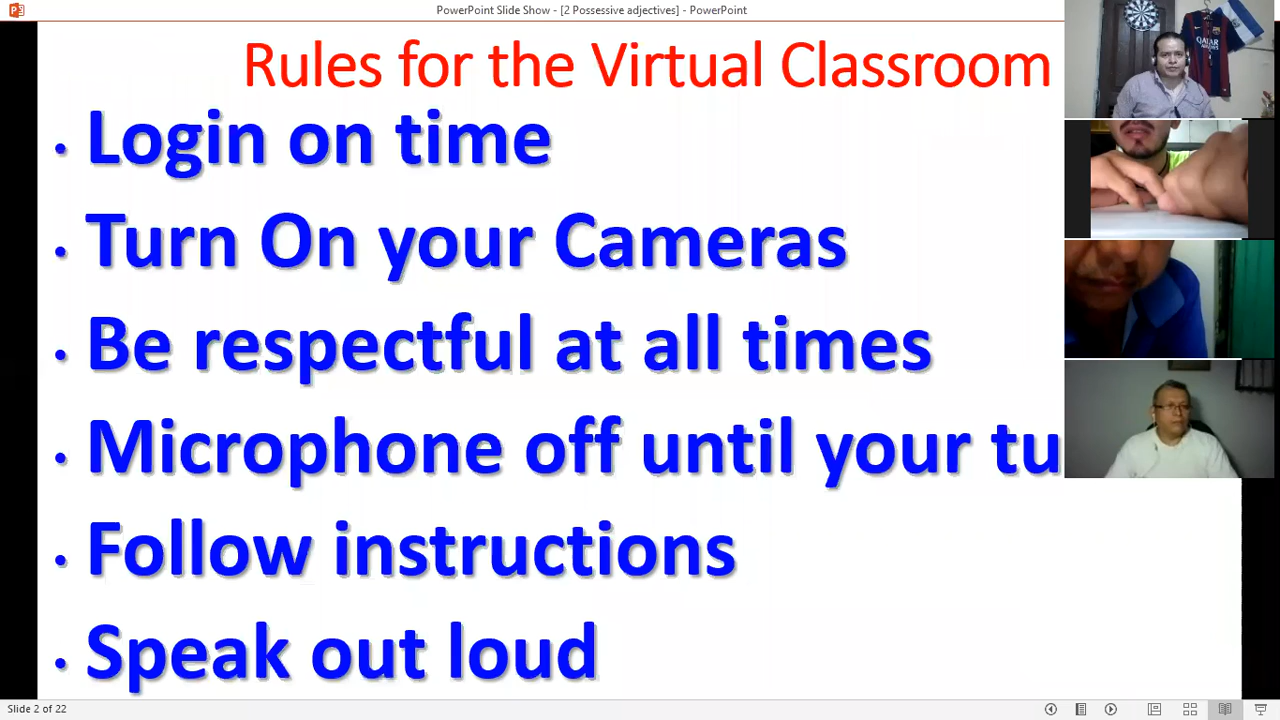 PowerPoint Slide Show - [2 Possessive adjectives] - PowerPoint
Rules for the Virtual Classroom
• Login on time
• Turn On your Cameras
• Be respectful at all times
• Microphone off until your tu
• Follow instructions
• Speak out loud
QATAR
Slide 2 of 22